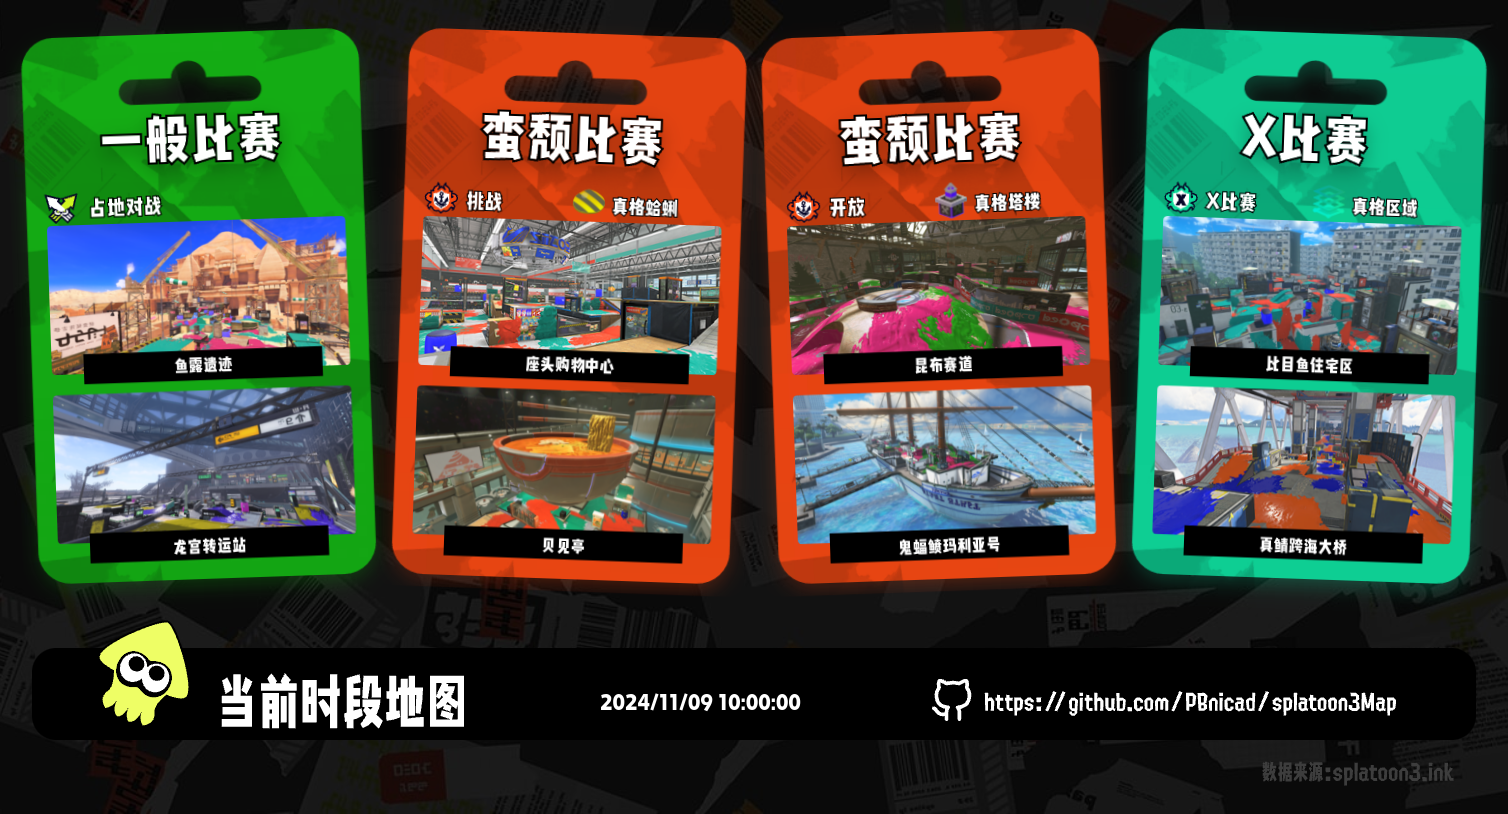 一般比赛
占地对战
鱼露遗迹
龙宫转运站
蛮颓比赛
挑战
真格蛤蜊
座头购物中心
贝见亭
蛮颓比赛
开放
真格塔楼
昆布赛道
鬼蝠鲼玛利亚号
X比赛
X比赛
真格区域
比目鱼住宅区
真鲭跨海大桥
当前时段地图
2024/11/09 10:00:00
https://github.com/PBnicad/splatoon3Map
数据来源:splatoon3.ink